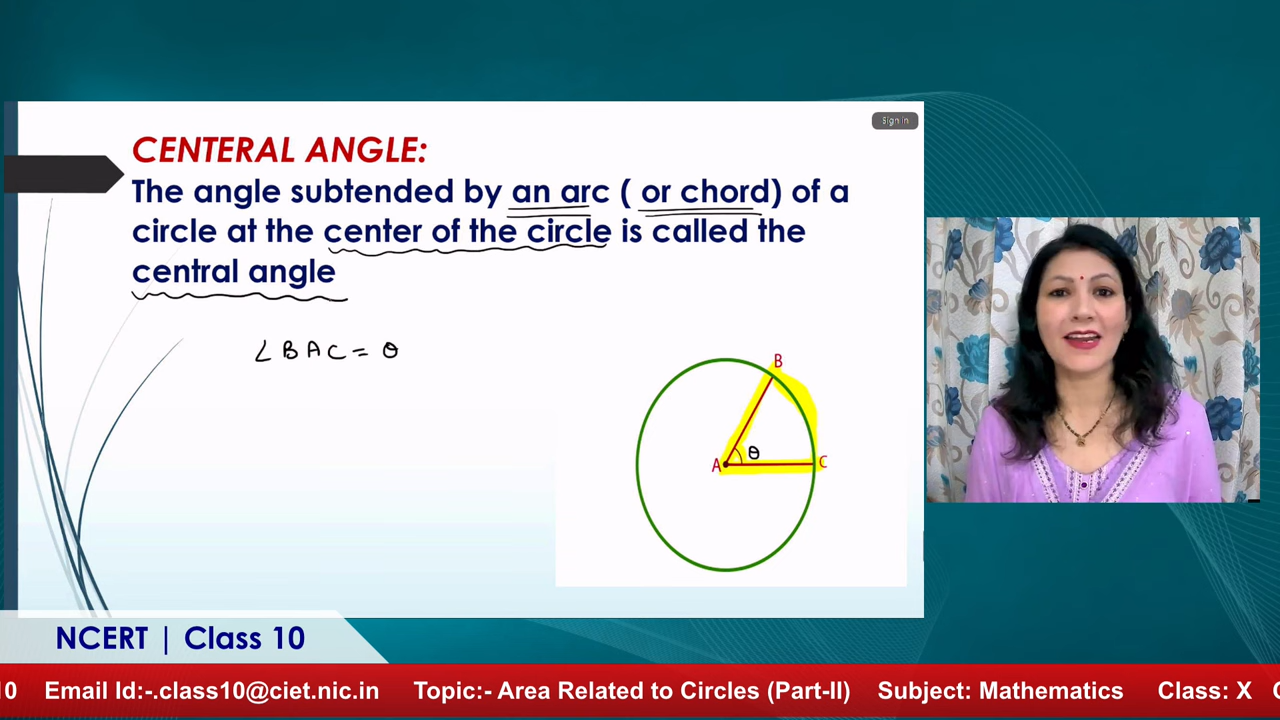 Sign in
CENTERAL ANGLE:
The angle subtended by an arc ( or chord) of a
circle at the center of the circle is called the
central angle
∠BAC = θ
B
θ
A
C
NCERT | Class 10
10 Email Id:-.class10@ciet.nic.in Topic:- Area Related to Circles (Part-II) Subject: Mathematics Class: X